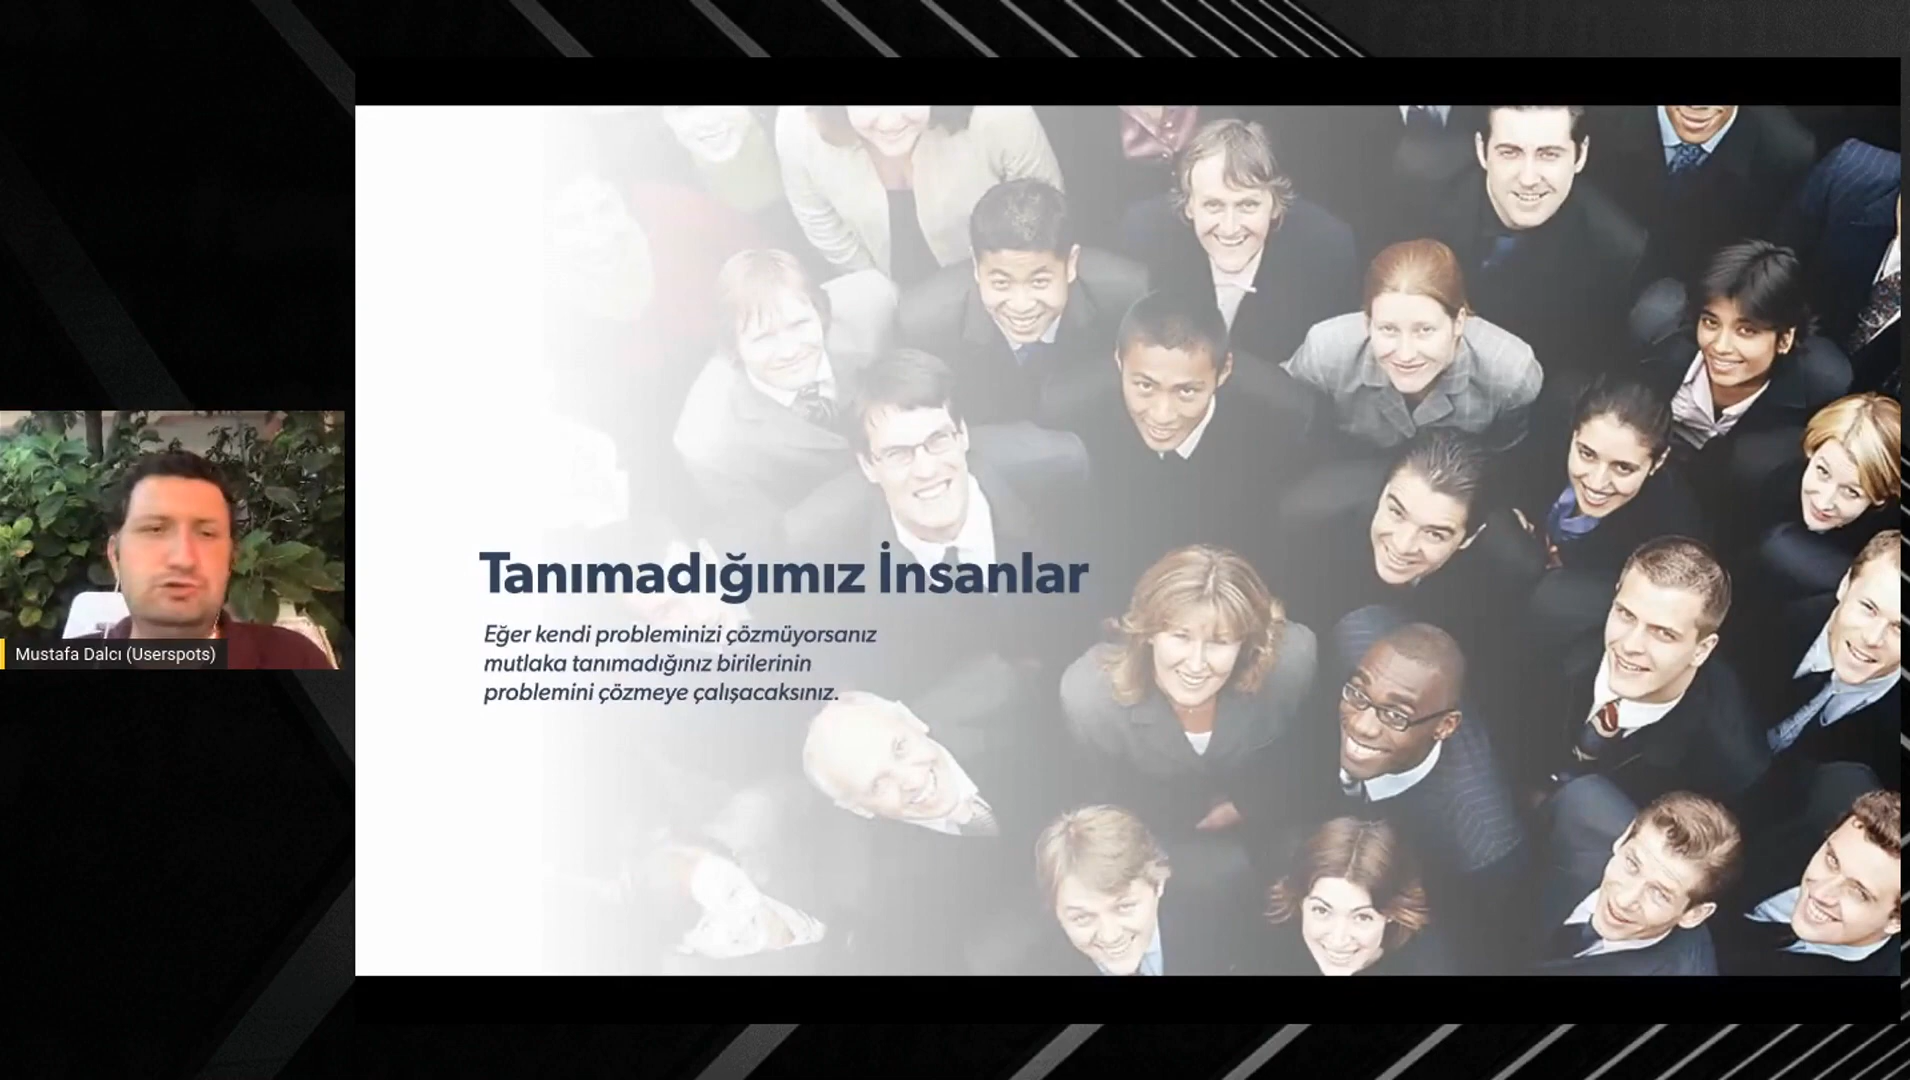 Tanımadığımız İnsanlar
Eğer kendi probleminizi çözmüyorsanız
mutlaka tanımadığınız birilerinin
problemini çözmeye çalışacaksınız.
Mustafa Dalcı (Userspots)